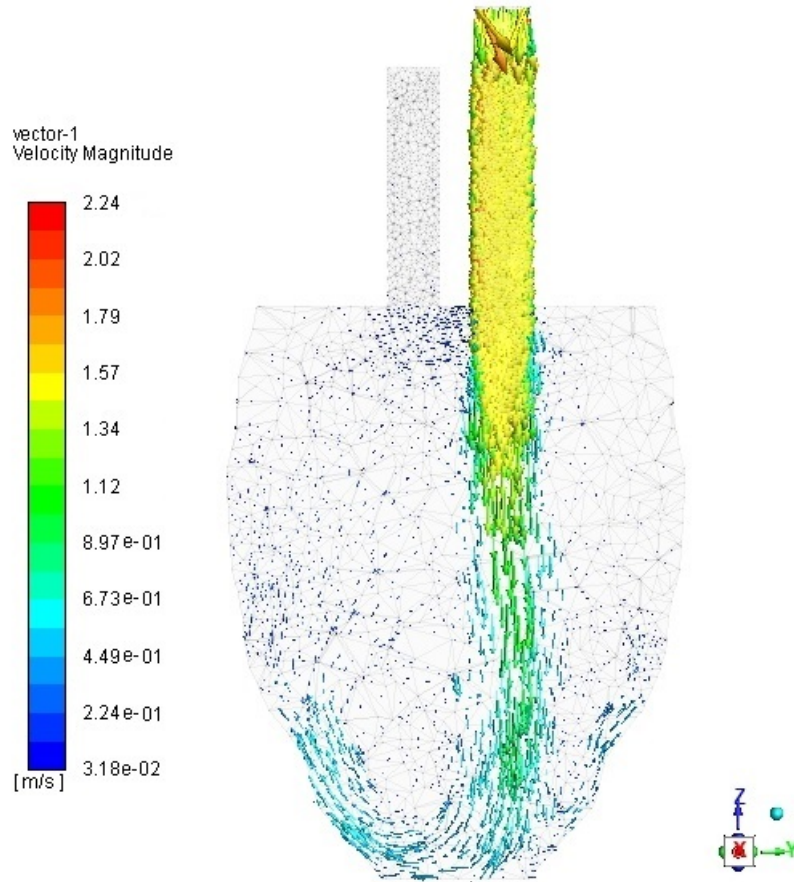 vector-1
Velocity Magnitude
2.24
2.02
1.79
1.57
1.34
1.12
8.97e-01
6.73e-01
4.49e-01
2.24e-01
3.18e-02
[m/s]
Z
X
Y